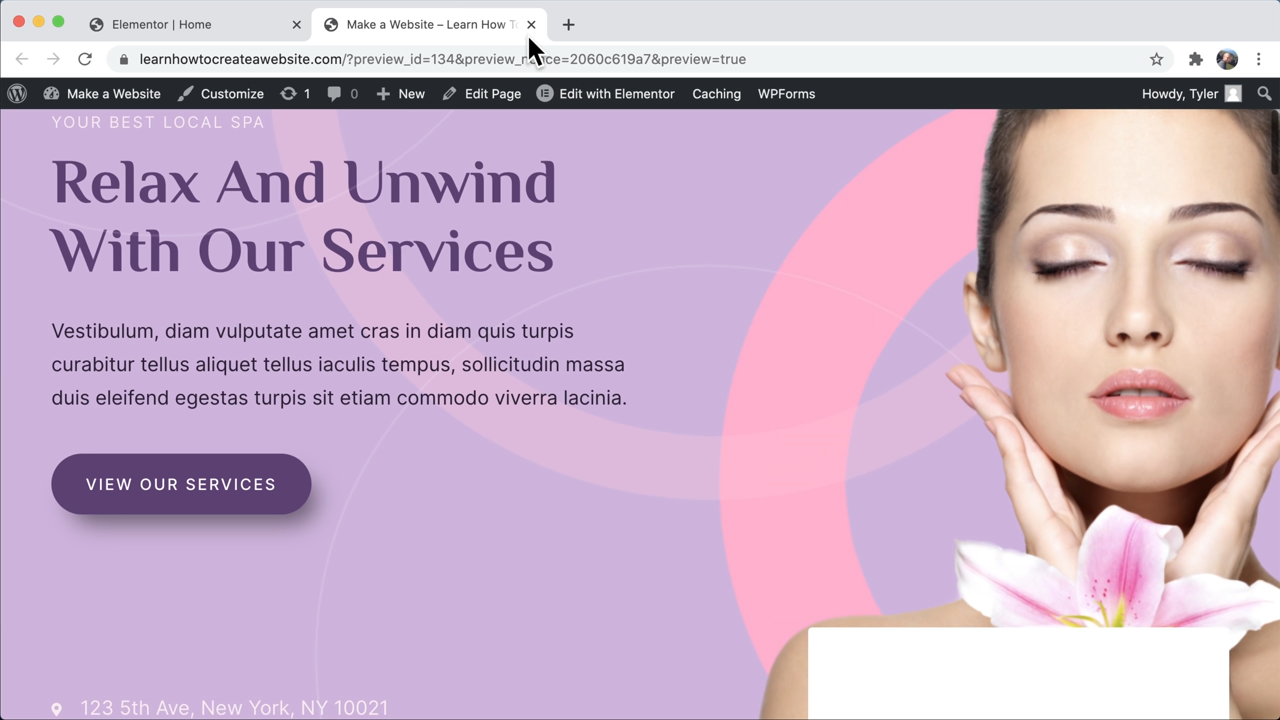 Elementor | Home
Make a Website – Learn How
learnhowtocreateawebsite.com/?preview_id=134&preview_n ce=2060c619a7&preview=true
Make a Website Customize 1 0 New Edit Page Edit with Elementor Caching WPForms Howdy, Tyler
YOUR BEST LOCAL SPA
Relax And Unwind
With Our Services
Vestibulum, diam vulputate amet cras in diam quis turpis
curabitur tellus aliquet tellus iaculis tempus, sollicitudin massa
duis eleifend egestas turpis sit etiam commodo viverra lacinia.
VIEW OUR SERVICES
123 5th Ave, New York, NY 10021